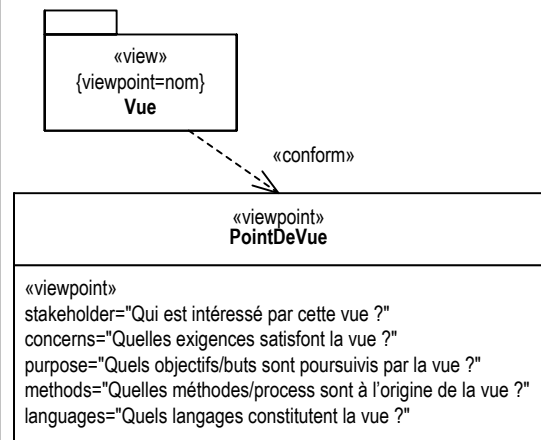 «view»
{viewpoint=nom}
Vue
«conform»
«viewpoint»
PointDeVue
«viewpoint»
stakeholder="Qui est intéressé par cette vue ?"
concerns="Quelles exigences satisfont la vue ?"
purpose="Quels objectifs/buts sont poursuivis par la vue ?"
methods="Quelles méthodes/process sont à l'origine de la vue ?"
languages="Quels langages constitutent la vue ?"